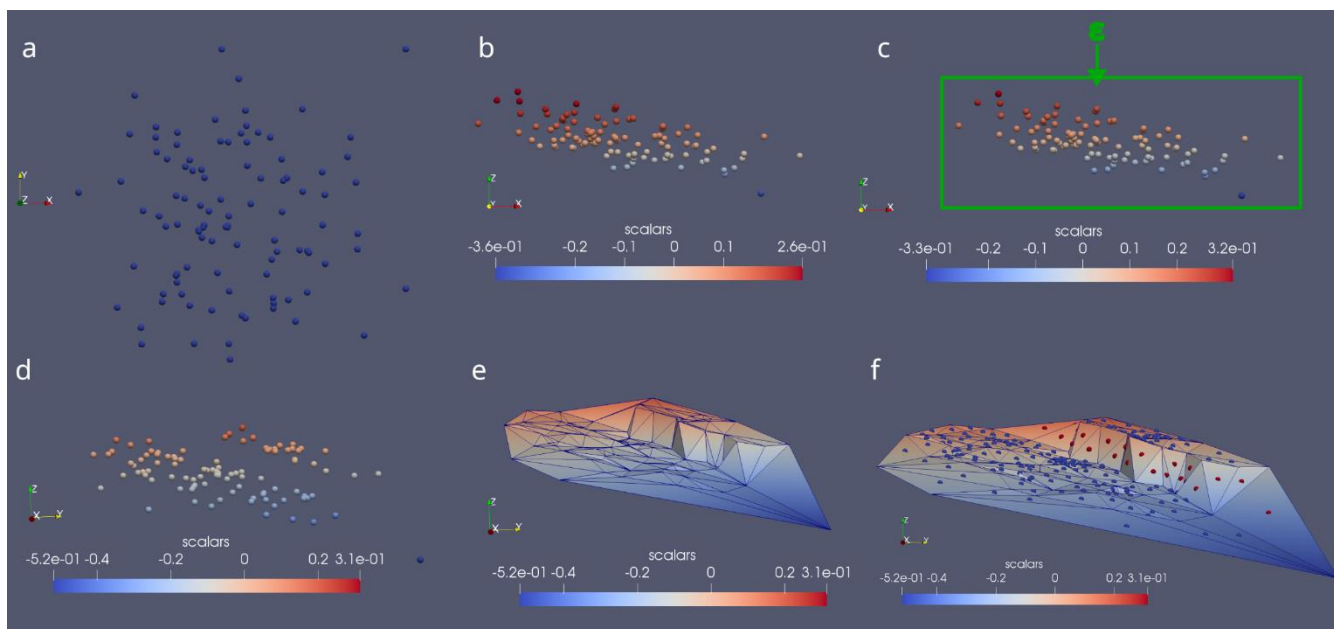 a
b
c
ε
Y
Z
X
Z
Y
X
Z
Y
X
scalars
-3.6e-01 -0.2 -0.1 0 0.1 2.6e-01
scalars
-3.3e-01 -0.2 -0.1 0 0.1 0.2 3.2e-01
d
e
f
Z
X
Y
Z
X
Y
Z
X
Y
scalars
-5.2e-01 -0.4 -0.2 0 0.2 3.1e-01
scalars
-5.2e-01 -0.4 -0.2 0 0.2 3.1e-01
scalars
-5.2e-01 -0.4 -0.2 0 0.2 3.1e-01